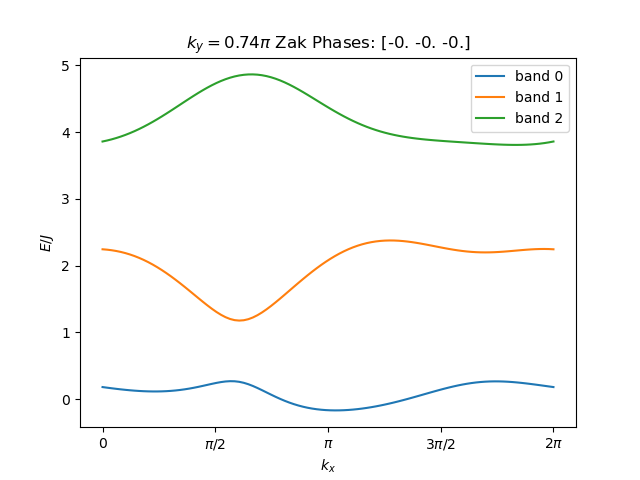 $k_y = 0.74\pi$ Zak Phases: [-0. -0. -0.]
band 0
band 1
band 2
E/J
5
4
3
2
1
0
0 π/2 π 3π/2 2π
$k_x$